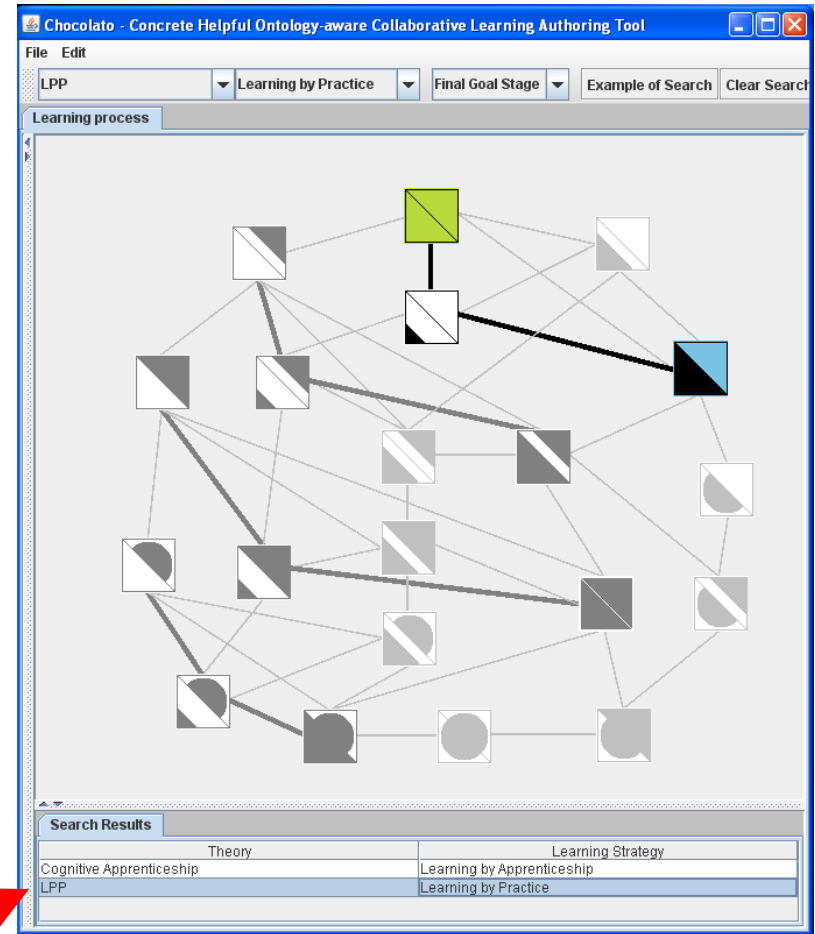 Chocolato - Concrete Helpful Ontology-aware Collaborative Learning Authoring Tool
File Edit
LPP Learning by Practice Final Goal Stage Example of Search Clear Search
Learning process
Search Results
Theory Learning Strategy
Cognitive Apprenticeship Learning by Apprenticeship
LPP Learning by Practice